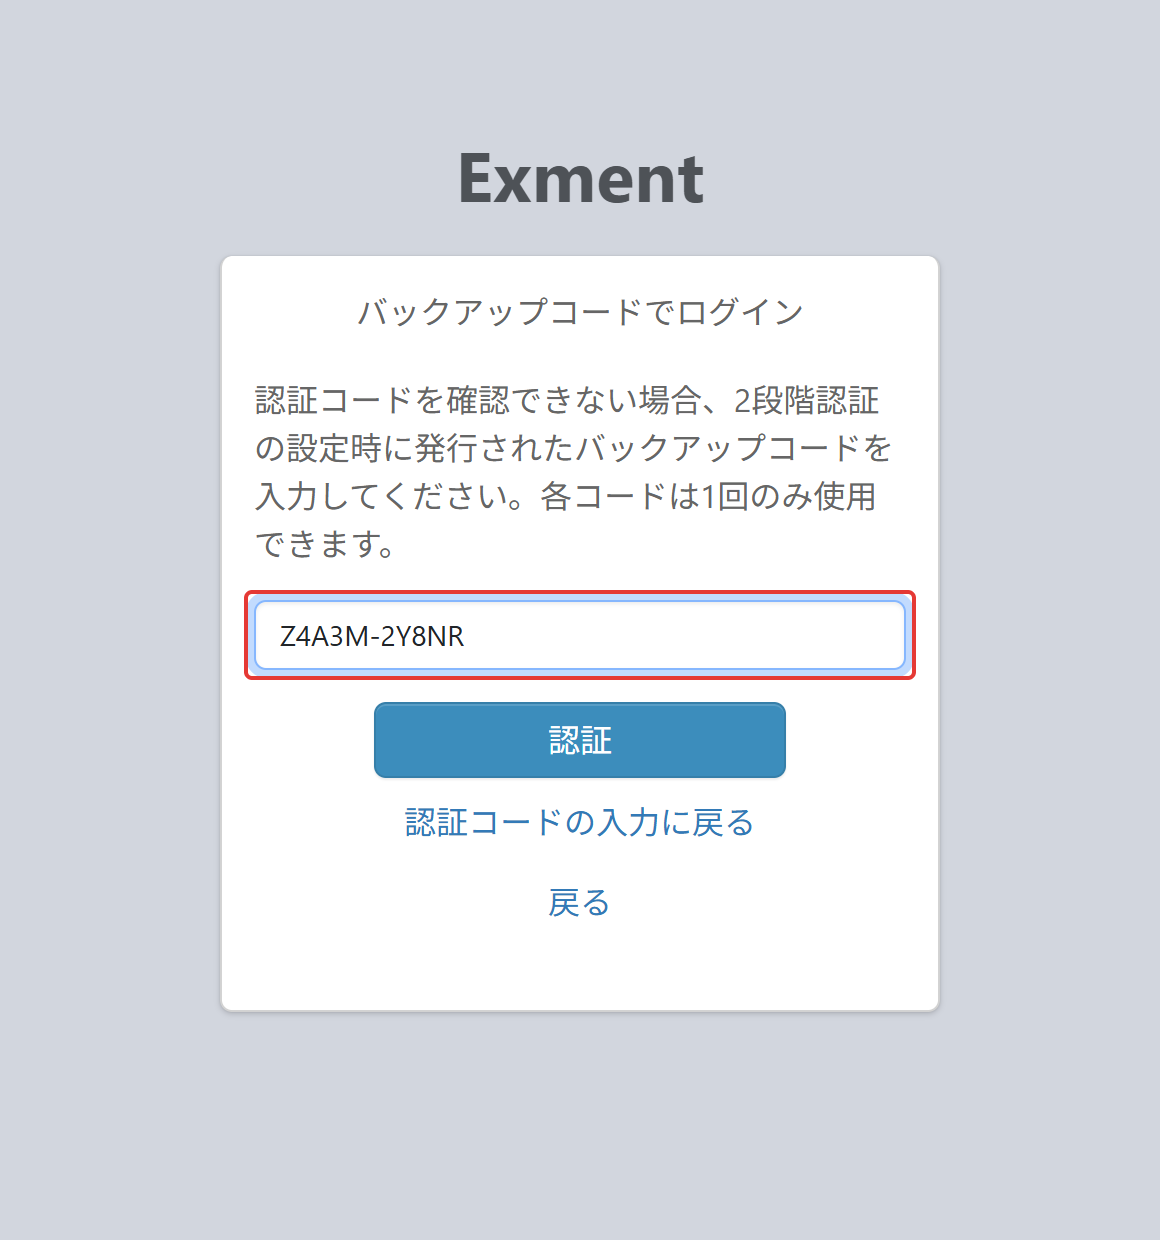 Exment
バックアップコードでログイン
認証コードを確認できない場合、2段階認証
の設定時に発行されたバックアップコードを
入力してください。各コードは1回のみ使用
できます。
Z4A3M-2Y8NR
認証
認証コードの入力に戻る
戻る